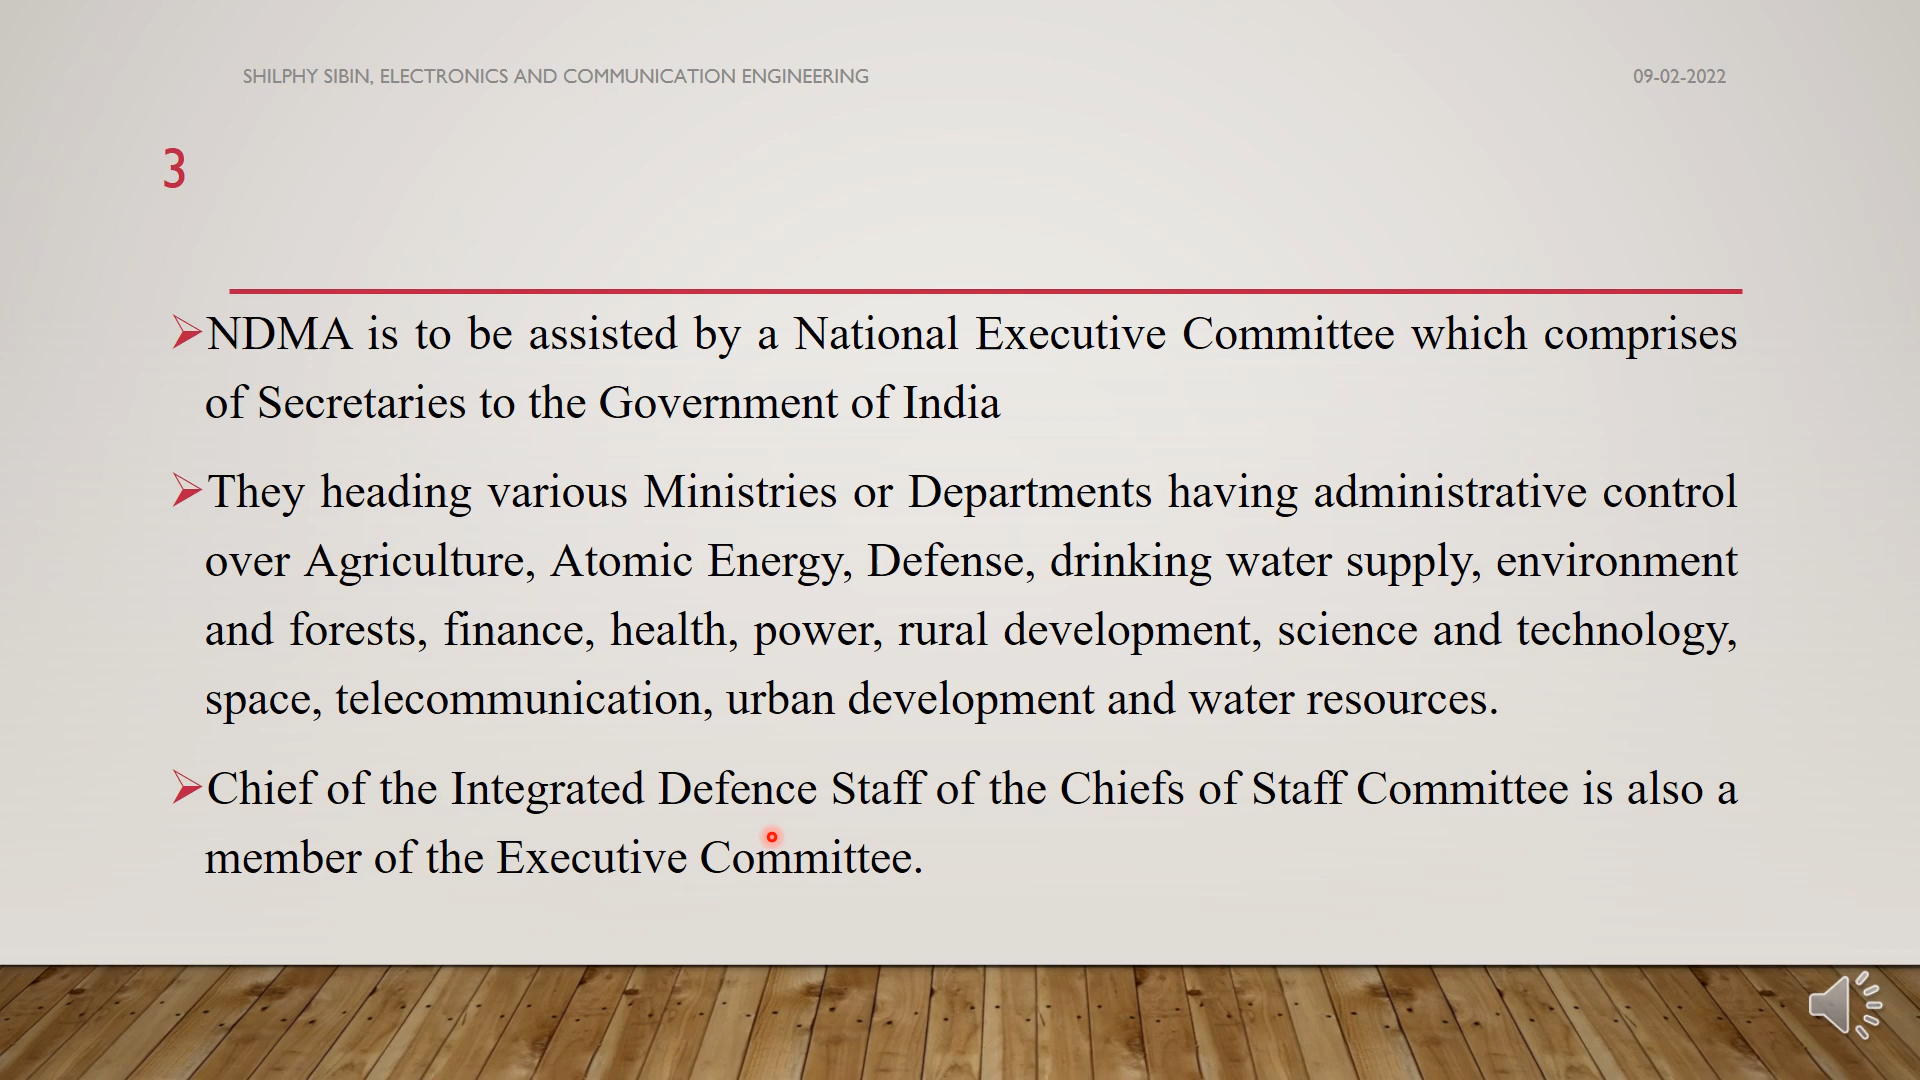 SHILPHY SIBIN, ELECTRONICS AND COMMUNICATION ENGINEERING
09-02-2022
3
NDMA is to be assisted by a National Executive Committee which comprises
of Secretaries to the Government of India
They heading various Ministries or Departments having administrative control
over Agriculture, Atomic Energy, Defense, drinking water supply, environment
and forests, finance, health, power, rural development, science and technology,
space, telecommunication, urban development and water resources.
Chief of the Integrated Defence Staff of the Chiefs of Staff Committee is also a
member of the Executive Committee.